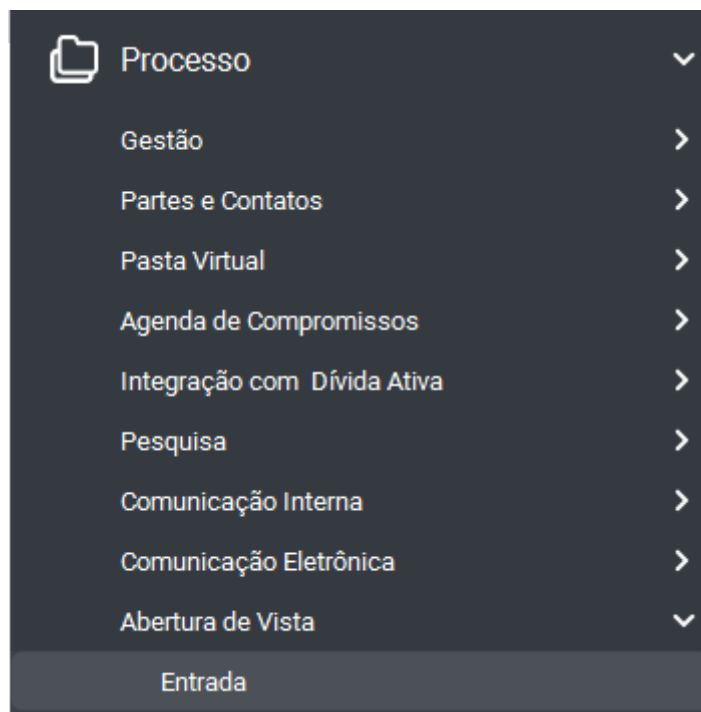 Processo
Gestão
Partes e Contatos
Pasta Virtual
Agenda de Compromissos
Integração com  Dívida Ativa
Pesquisa
Comunicação Interna
Comunicação Eletrônica
Abertura de Vista
Entrada